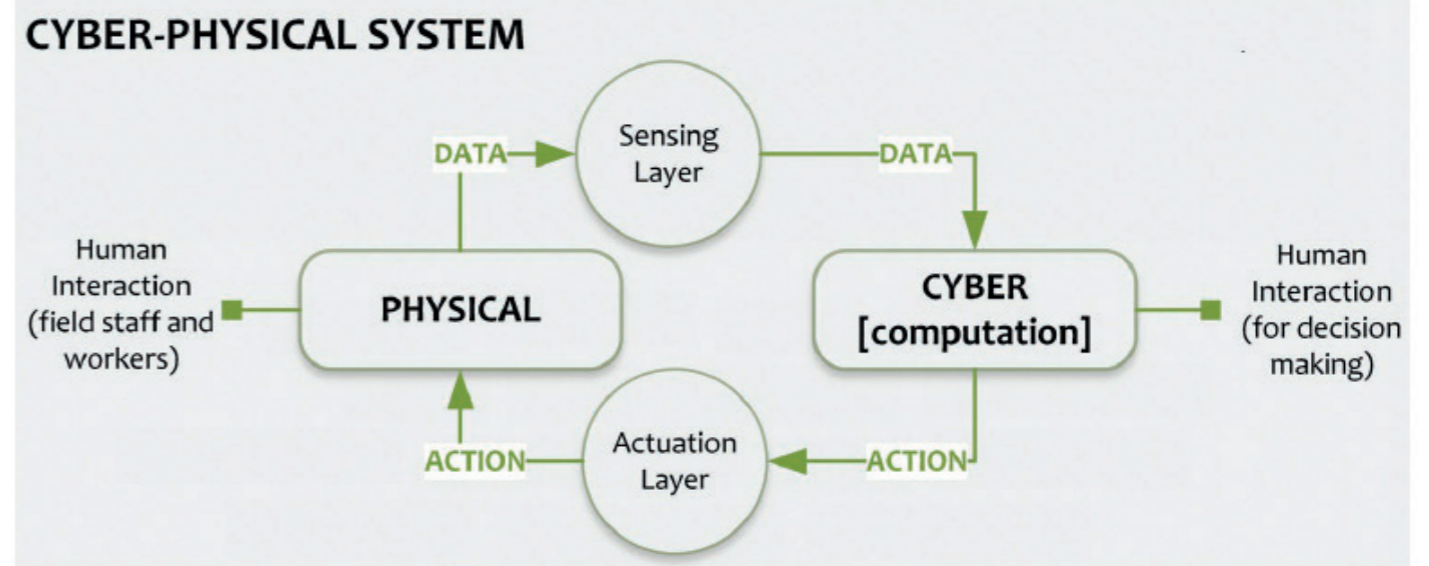 CYBER-PHYSICAL SYSTEM
DATA
Sensing
Layer
DATA
Human
Interaction
(field staff and
workers)
PHYSICAL
CYBER
[computation]
Human
Interaction
(for decision
making)
ACTION
Actuation
Layer
ACTION